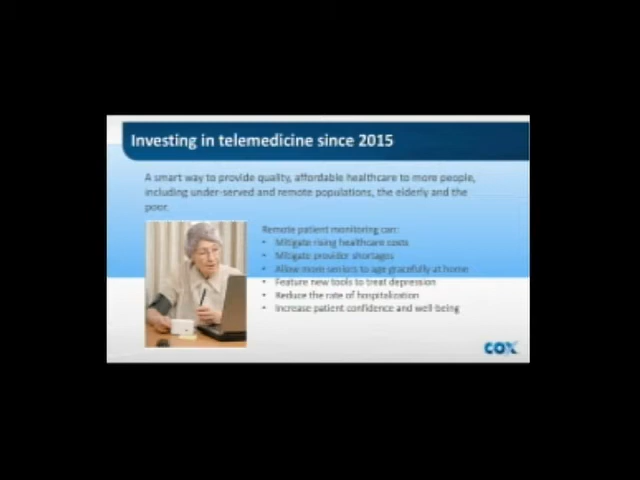 Investing in telemedicine since 2015
A smart way to provide quality, affordable healthcare to more people,
including under-served and remote populations, the elderly and the
poor.
Remote patient monitoring can:
• Mitigate rising healthcare costs
• Mitigate provider shortages
• Allow more seniors to age gracefully at home
• Feature new tools to treat depression
• Reduce the rate of hospitalization
• Increase patient confidence and well-being
COX